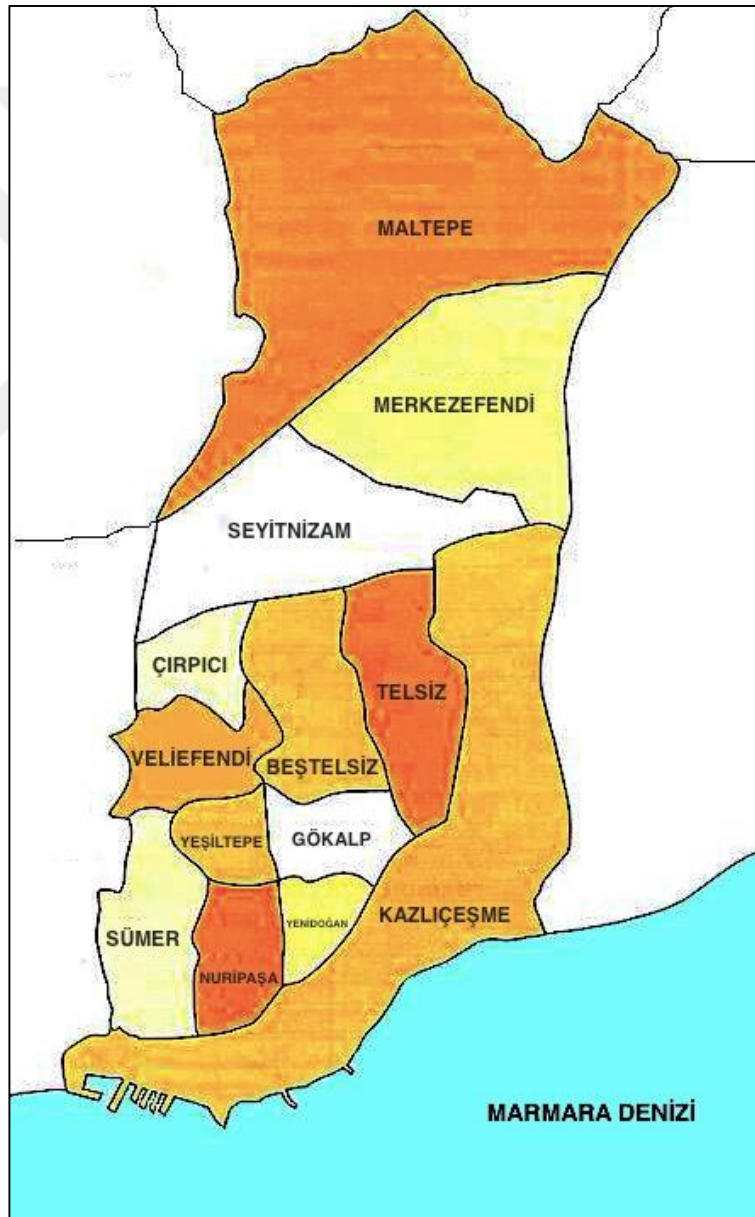 MALTEPE
MERKEZEFENDİ
SEYİTNİZAM
ÇIRPICI
TELSİZ
VELİEFENDİ
BEŞTELSİZ
YEŞİLTEPE
GÖKALP
KAZLIÇEŞME
YENİDOĞAN
SÜMER
NURİPAŞA
MARMARA DENİZİ